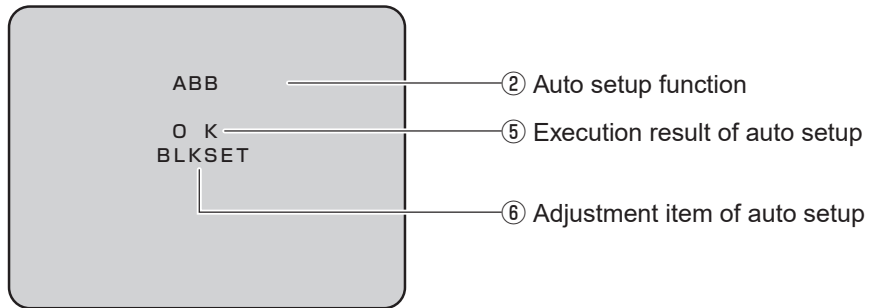 ABB
② Auto setup function
O K
⑤ Execution result of auto setup
BLKSET
⑥ Adjustment item of auto setup